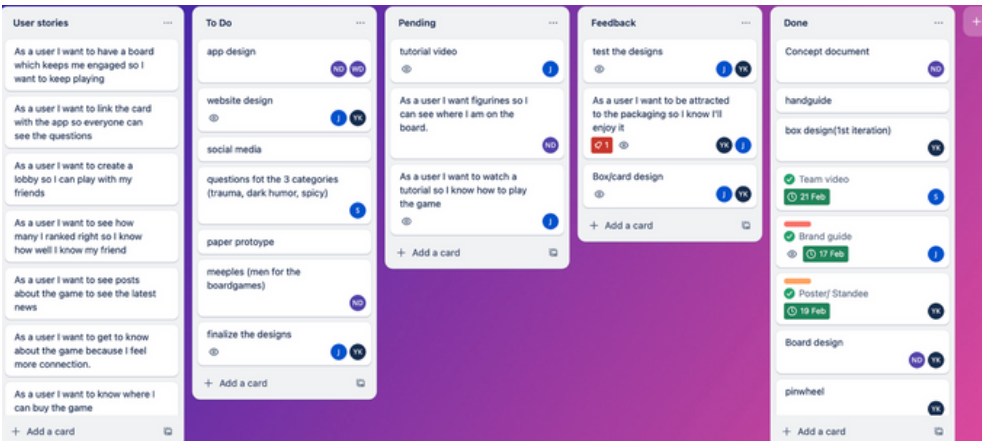 User stories
As a user I want to have a board
which keeps me engaged so I
want to keep playing
As a user I want to link the card
with the app so everyone can
see the questions
As a user I want to create a
lobby so I can play with my
friends
As a user I want to see how
many I ranked right so I know
how well I know my friend
As a user I want to see posts
about the game to see the latest
news
As a user I want to get to know
about the game because I feel
more connection.
As a user I want to know where I
can buy the game
+ Add a card
To Do
app design
ND WD
website design
J YK
social media
questions fot the 3 categories
(trauma, dark humor, spicy)
S
paper protoype
meeples (men for the
boardgames)
ND
finalize the designs
J YK
+ Add a card
Pending
tutorial video
J
As a user I want figurines so I
can see where I am on the
board.
ND
As a user I want to watch a
tutorial so I know how to play
the game
J
+ Add a card
Feedback
test the designs
J YK
As a user I want to be attracted
to the packaging so I know I'll
enjoy it
1 YK J
Box/card design
J YK
+ Add a card
Done
Concept document
ND
handguide
box design(1st iteration)
YK
Team video
21 Feb S
Brand guide
17 Feb J
Poster/ Standee
19 Feb YK
Board design
ND YK
pinwheel
YK
+ Add a card
+